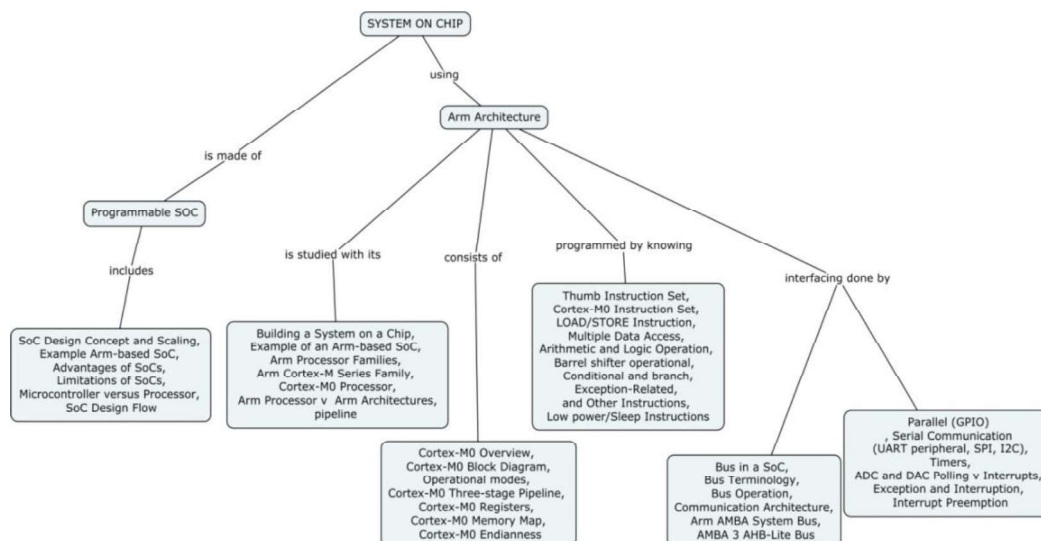 SYSTEM ON CHIP
using
Arm Architecture
is made of
Programmable SOC
includes
SoC Design Concept and Scaling,
Example Arm-based SoC,
Advantages of SoCs,
Limitations of SoCs,
Microcontroller versus Processor,
SoC Design Flow
is studied with its
Building a System on a Chip,
Example of an Arm-based SoC,
Arm Processor Families,
Arm Cortex-M Series Family,
Cortex-M0 Processor,
Arm Processor v Arm Architectures,
pipeline
consists of
Cortex-M0 Overview,
Cortex-M0 Block Diagram,
Operational modes,
Cortex-M0 Three-stage Pipeline,
Cortex-M0 Registers,
Cortex-M0 Memory Map,
Cortex-M0 Endianness
programmed by knowing
Thumb Instruction Set,
Cortex-M0 Instruction Set,
LOAD/STORE Instruction,
Multiple Data Access,
Arithmetic and Logic Operation,
Barrel shifter operational,
Conditional and branch,
Exception-Related,
and Other Instructions,
Low power/Sleep Instructions
interfacing done by
Bus in a SoC,
Bus Terminology,
Bus Operation,
Communication Architecture,
Arm AMBA System Bus,
AMBA 3 AHB-Lite Bus
Parallel (GPIO)
, Serial Communication
(UART peripheral, SPI, I2C),
Timers,
ADC and DAC Polling v Interrupts,
Exception and Interruption,
Interrupt Preemption